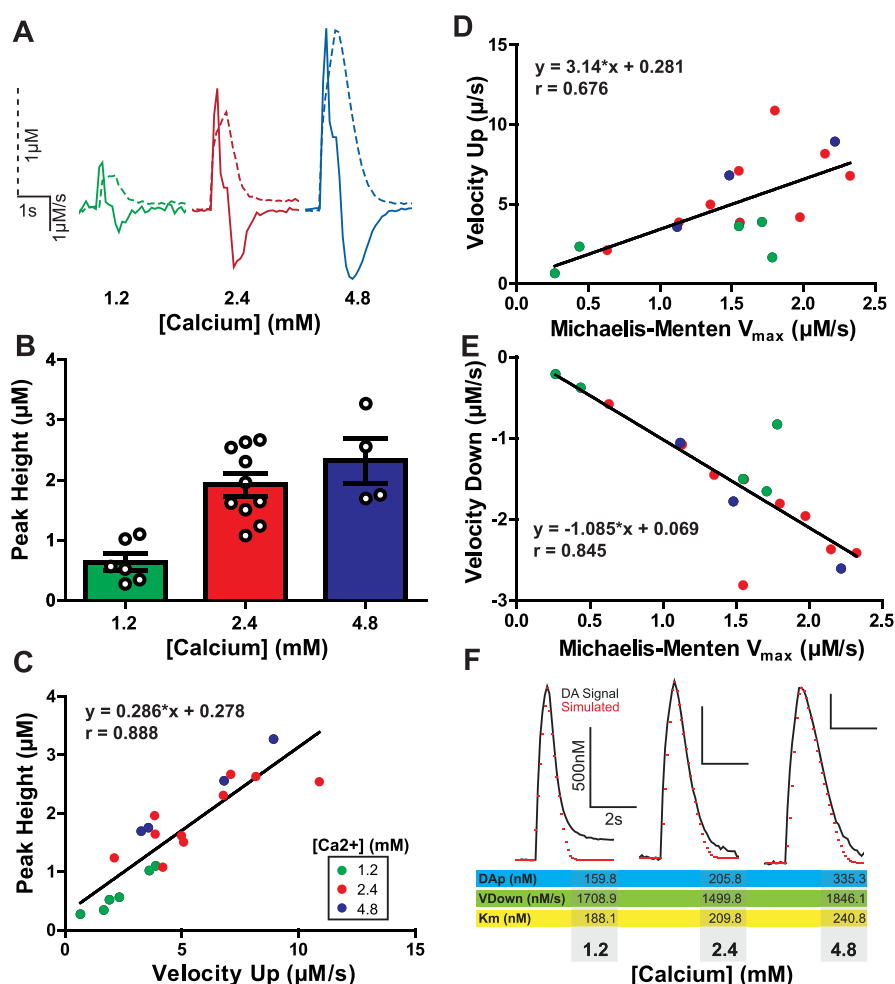 A
1µM
1s
1µM/s
1.2
2.4
4.8
[Calcium] (mM)
B
Peak Height (µM)
4
3
2
1
0
1.2
2.4
4.8
[Calcium] (mM)
C
Peak Height (µM)
4
3
2
1
0
y = 0.286*x + 0.278
r = 0.888
[Ca2+] (mM)
1.2
2.4
4.8
0
5
10
15
Velocity Up (µM/s)
D
Velocity Up (µ/s)
15
10
5
0
y = 3.14*x + 0.281
r = 0.676
0.0
0.5
1.0
1.5
2.0
2.5
Michaelis-Menten Vmax (µM/s)
E
Velocity Down (µM/s)
-0
-1
-2
-3
y = -1.085*x + 0.069
r = 0.845
0.0
0.5
1.0
1.5
2.0
2.5
Michaelis-Menten Vmax (µM/s)
F
DA Signal
Simulated
500nM
2s
DAp (nM) 159.8 205.8 335.3
VDown (nM/s) 1708.9 1499.8 1846.1
Km (nM) 188.1 209.8 240.8
1.2 2.4 4.8
[Calcium] (mM)